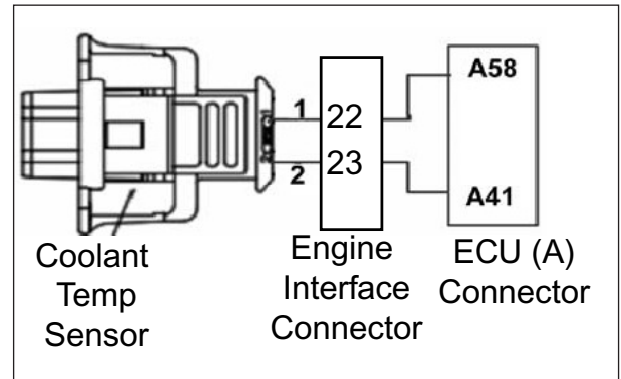 A58
1 22
23
2
A41
Coolant
Temp
Sensor
Engine
Interface
Connector
ECU (A)
Connector